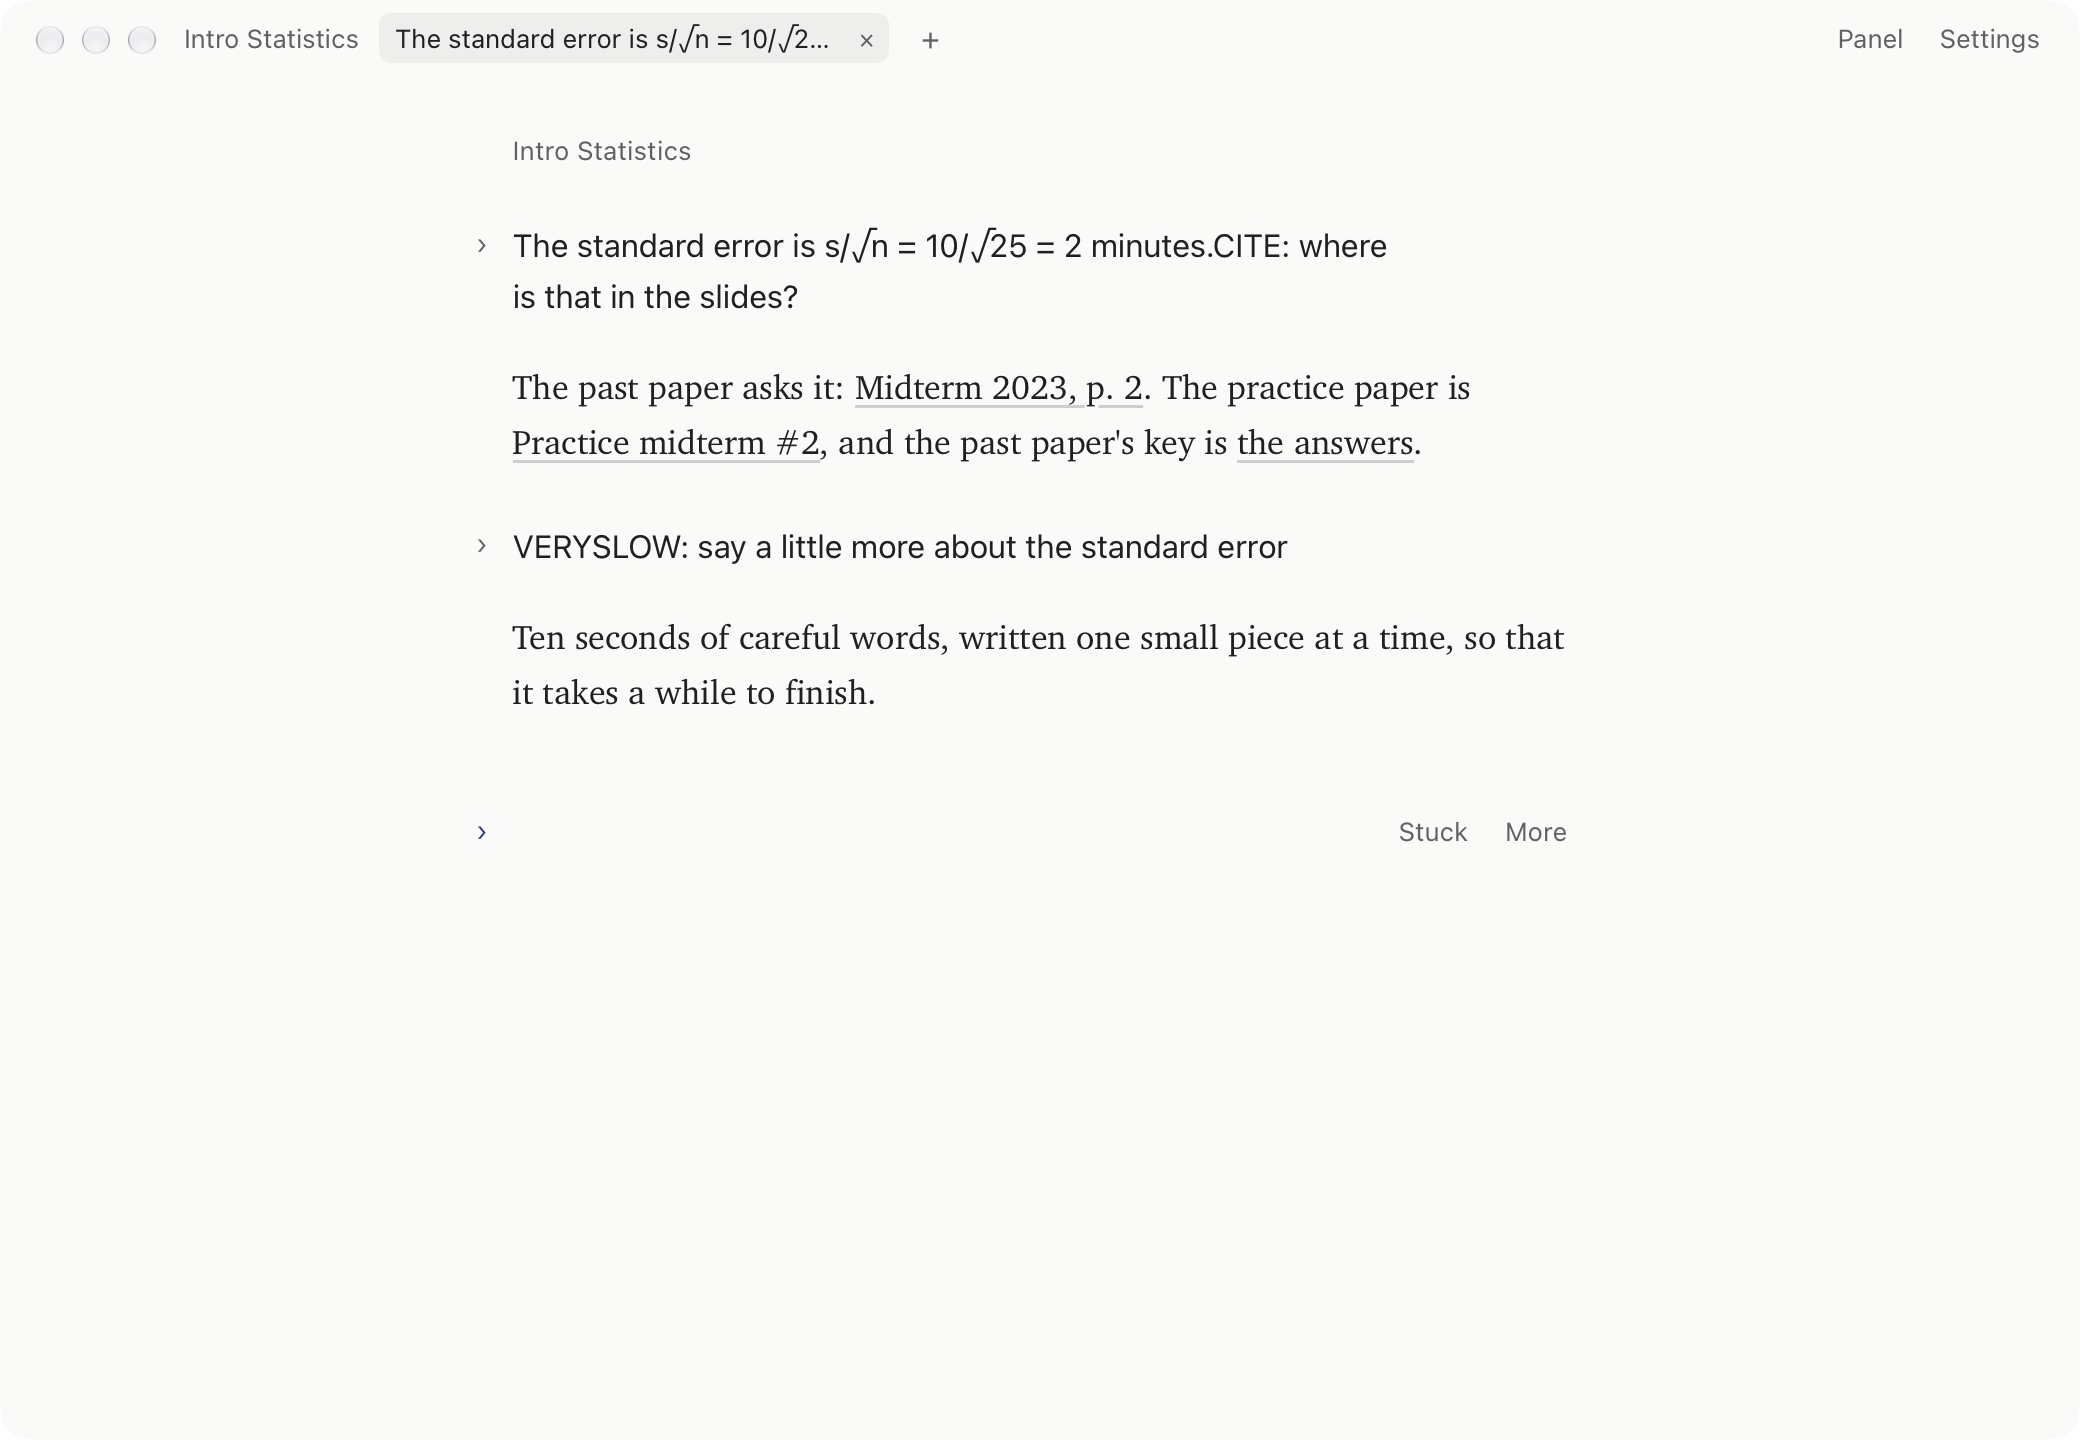 Intro Statistics
The standard error is s/√n = 10/√2... ×
+
Panel
Settings
Intro Statistics
› The standard error is s/√n = 10/√25 = 2 minutes.CITE: where
is that in the slides?
The past paper asks it: Midterm 2023, p. 2. The practice paper is
Practice midterm #2, and the past paper's key is the answers.
› VERYSLOW: say a little more about the standard error
Ten seconds of careful words, written one small piece at a time, so that
it takes a while to finish.
›
Stuck
More